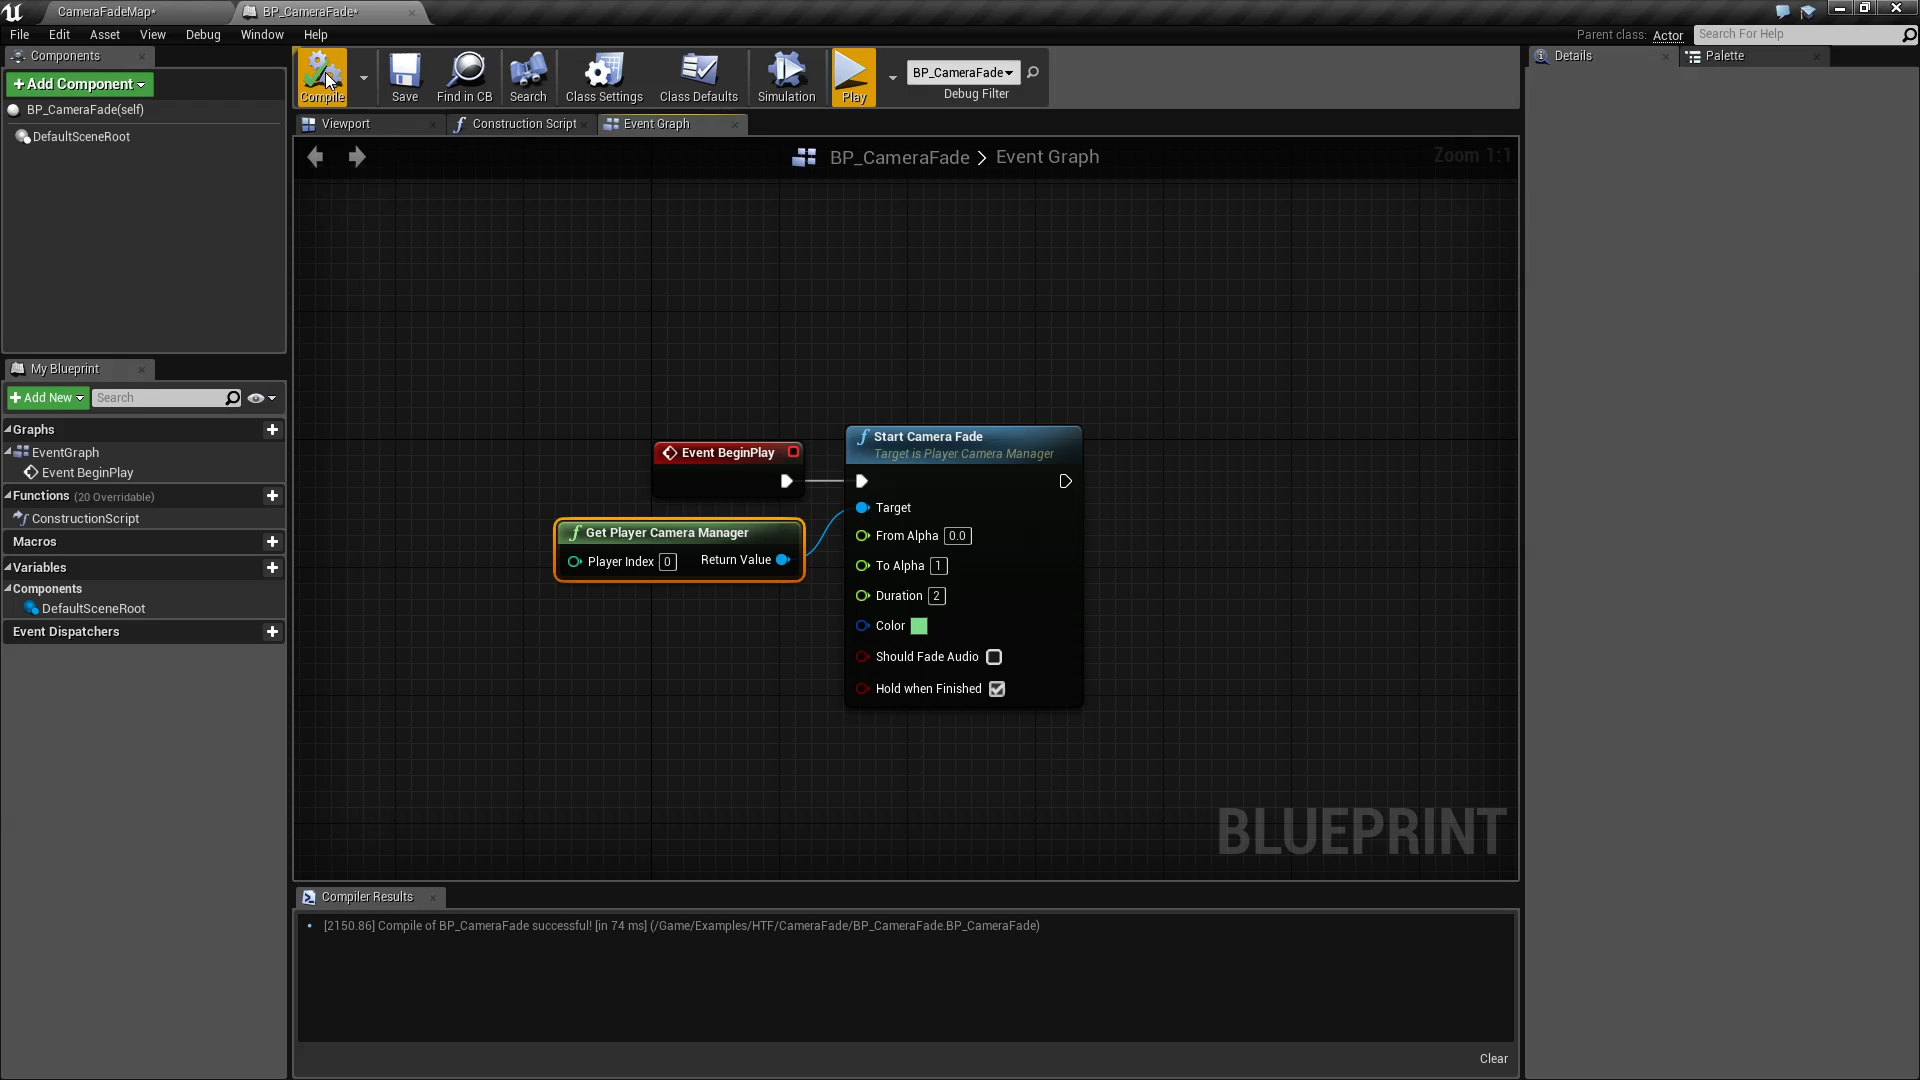 CameraFadeMap*
BP_CameraFade*
File Edit Asset View Debug Window Help
Parent class: Actor
Search For Help
Components
+ Add Component
BP_CameraFade(self)
DefaultSceneRoot
Compile
Save
Find in CB
Search
Class Settings
Class Defaults
Simulation
Play
BP_CameraFade
Debug Filter
Details
Palette
Viewport
Construction Script
Event Graph
BP_CameraFade > Event Graph
Zoom 1:1
My Blueprint
+ Add New
Search
Graphs
EventGraph
Event BeginPlay
Functions (20 Overridable)
ConstructionScript
Macros
Variables
Components
DefaultSceneRoot
Event Dispatchers
Event BeginPlay
Get Player Camera Manager
Player Index 0
Return Value
Start Camera Fade
Target is Player Camera Manager
Target
From Alpha 0.0
To Alpha 1
Duration 2
Color
Should Fade Audio
Hold when Finished
BLUEPRINT
Compiler Results
[2150.86] Compile of BP_CameraFade successful! [in 74 ms] (/Game/Examples/HTF/CameraFade/BP_CameraFade.BP_CameraFade)
Clear